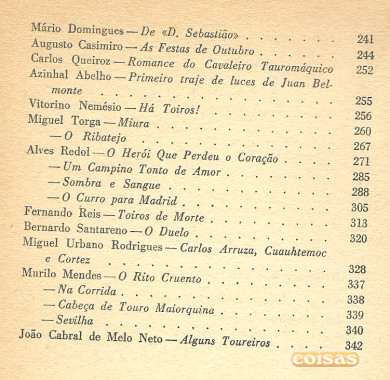 Mário Domingues — De «D. Sebastião» . . . . . . . 241
Augusto Casimiro — As Festas de Outubro . . . . . . 244
Carlos Queiroz — Romance do Cavaleiro Tauromáquico 252
Azinhal Abelho — Primeiro traje de luces de Juan Bel-
monte . . . . . . . . . . . . . 255
Vitorino Nemésio — Há Toiros! . . . . . . . . . 256
Miguel Torga — Miura . . . . . . . . . . . 260
— O Ribatejo . . . . . . . . . . . 267
Alves Redol — O Herói Que Perdeu o Coração . . . . 271
— Um Campino Tonto de Amor . . . . . . . 285
— Sombra e Sangue . . . . . . . . . . 288
— O Curro para Madrid . . . . . . . . . 305
Fernando Reis — Toiros de Morte . . . . . . . . 313
Bernardo Santareno — O Duelo . . . . . . . . . 320
Miguel Urbano Rodrigues — Carlos Arruza, Cuauhtemoc
e Cortez . . . . . . . . . . . . . 328
Murilo Mendes — O Rito Cruento . . . . . . . . 337
— Na Corrida . . . . . . . . . . . . 338
— Cabeça de Touro Maiorquina . . . . . . . 339
— Sevilha . . . . . . . . . . . . . 340
João Cabral de Melo Neto — Alguns Toureiros . . . . 342
coisas